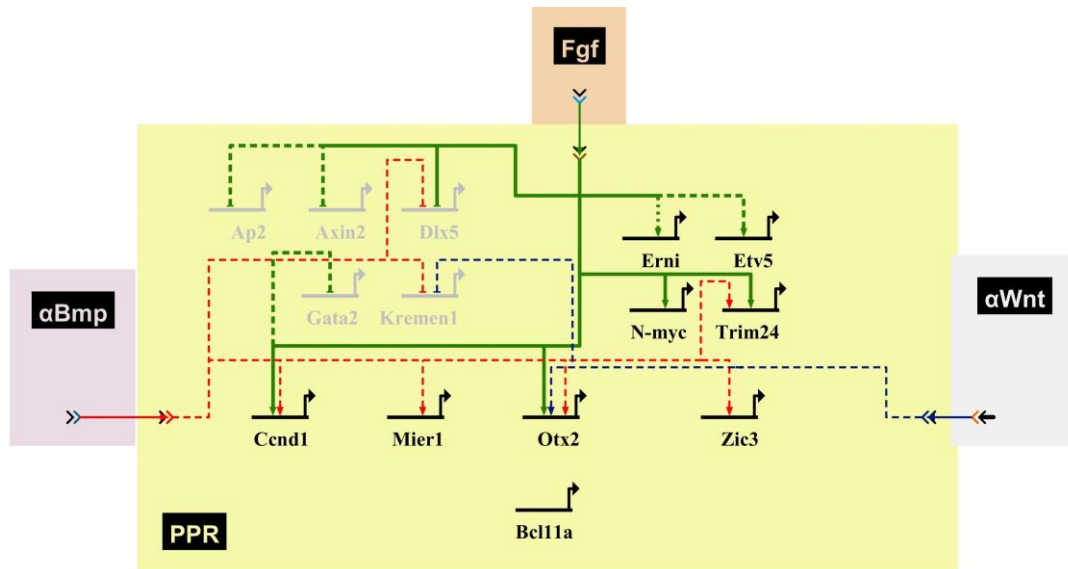 Fgf
Ap2 Axin2 Dlx5
Erni Etv5
αBmp
Gata2 Kremen1
N-myc Trim24
αWnt
Ccnd1 Mier1 Otx2 Zic3
Bcl11a
PPR